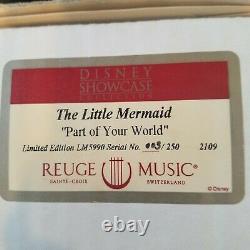 DISNEY
SHOWCASE
COLLECTION
The Little Mermaid
"Part of Your World"
Limited Edition LM5990 Serial No. /250 2109
REUGE MUSIC®
SAINTE-CROIX SWITZERLAND
© Disney